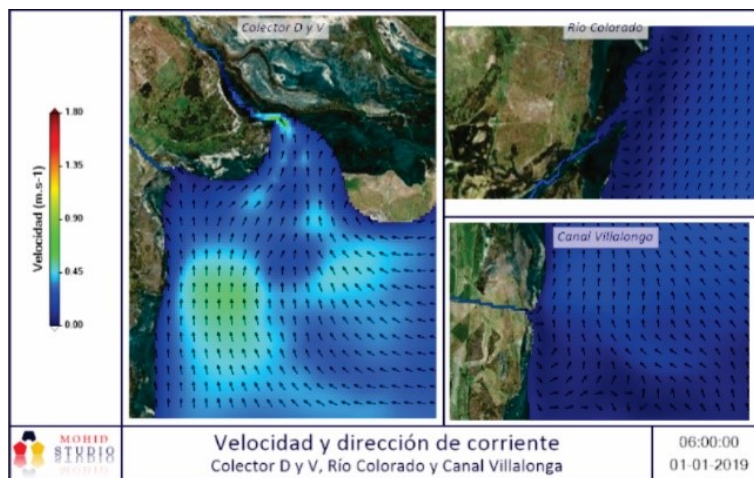 Colector D y V
Río Colorado
Velocidad (m.s-1)
1.80
1.35
0.90
0.45
0.00
Canal Villalonga
MOHID
STUDIO
Velocidad y dirección de corriente
Colector D y V, Río Colorado y Canal Villalonga
06:00:00
01-01-2019